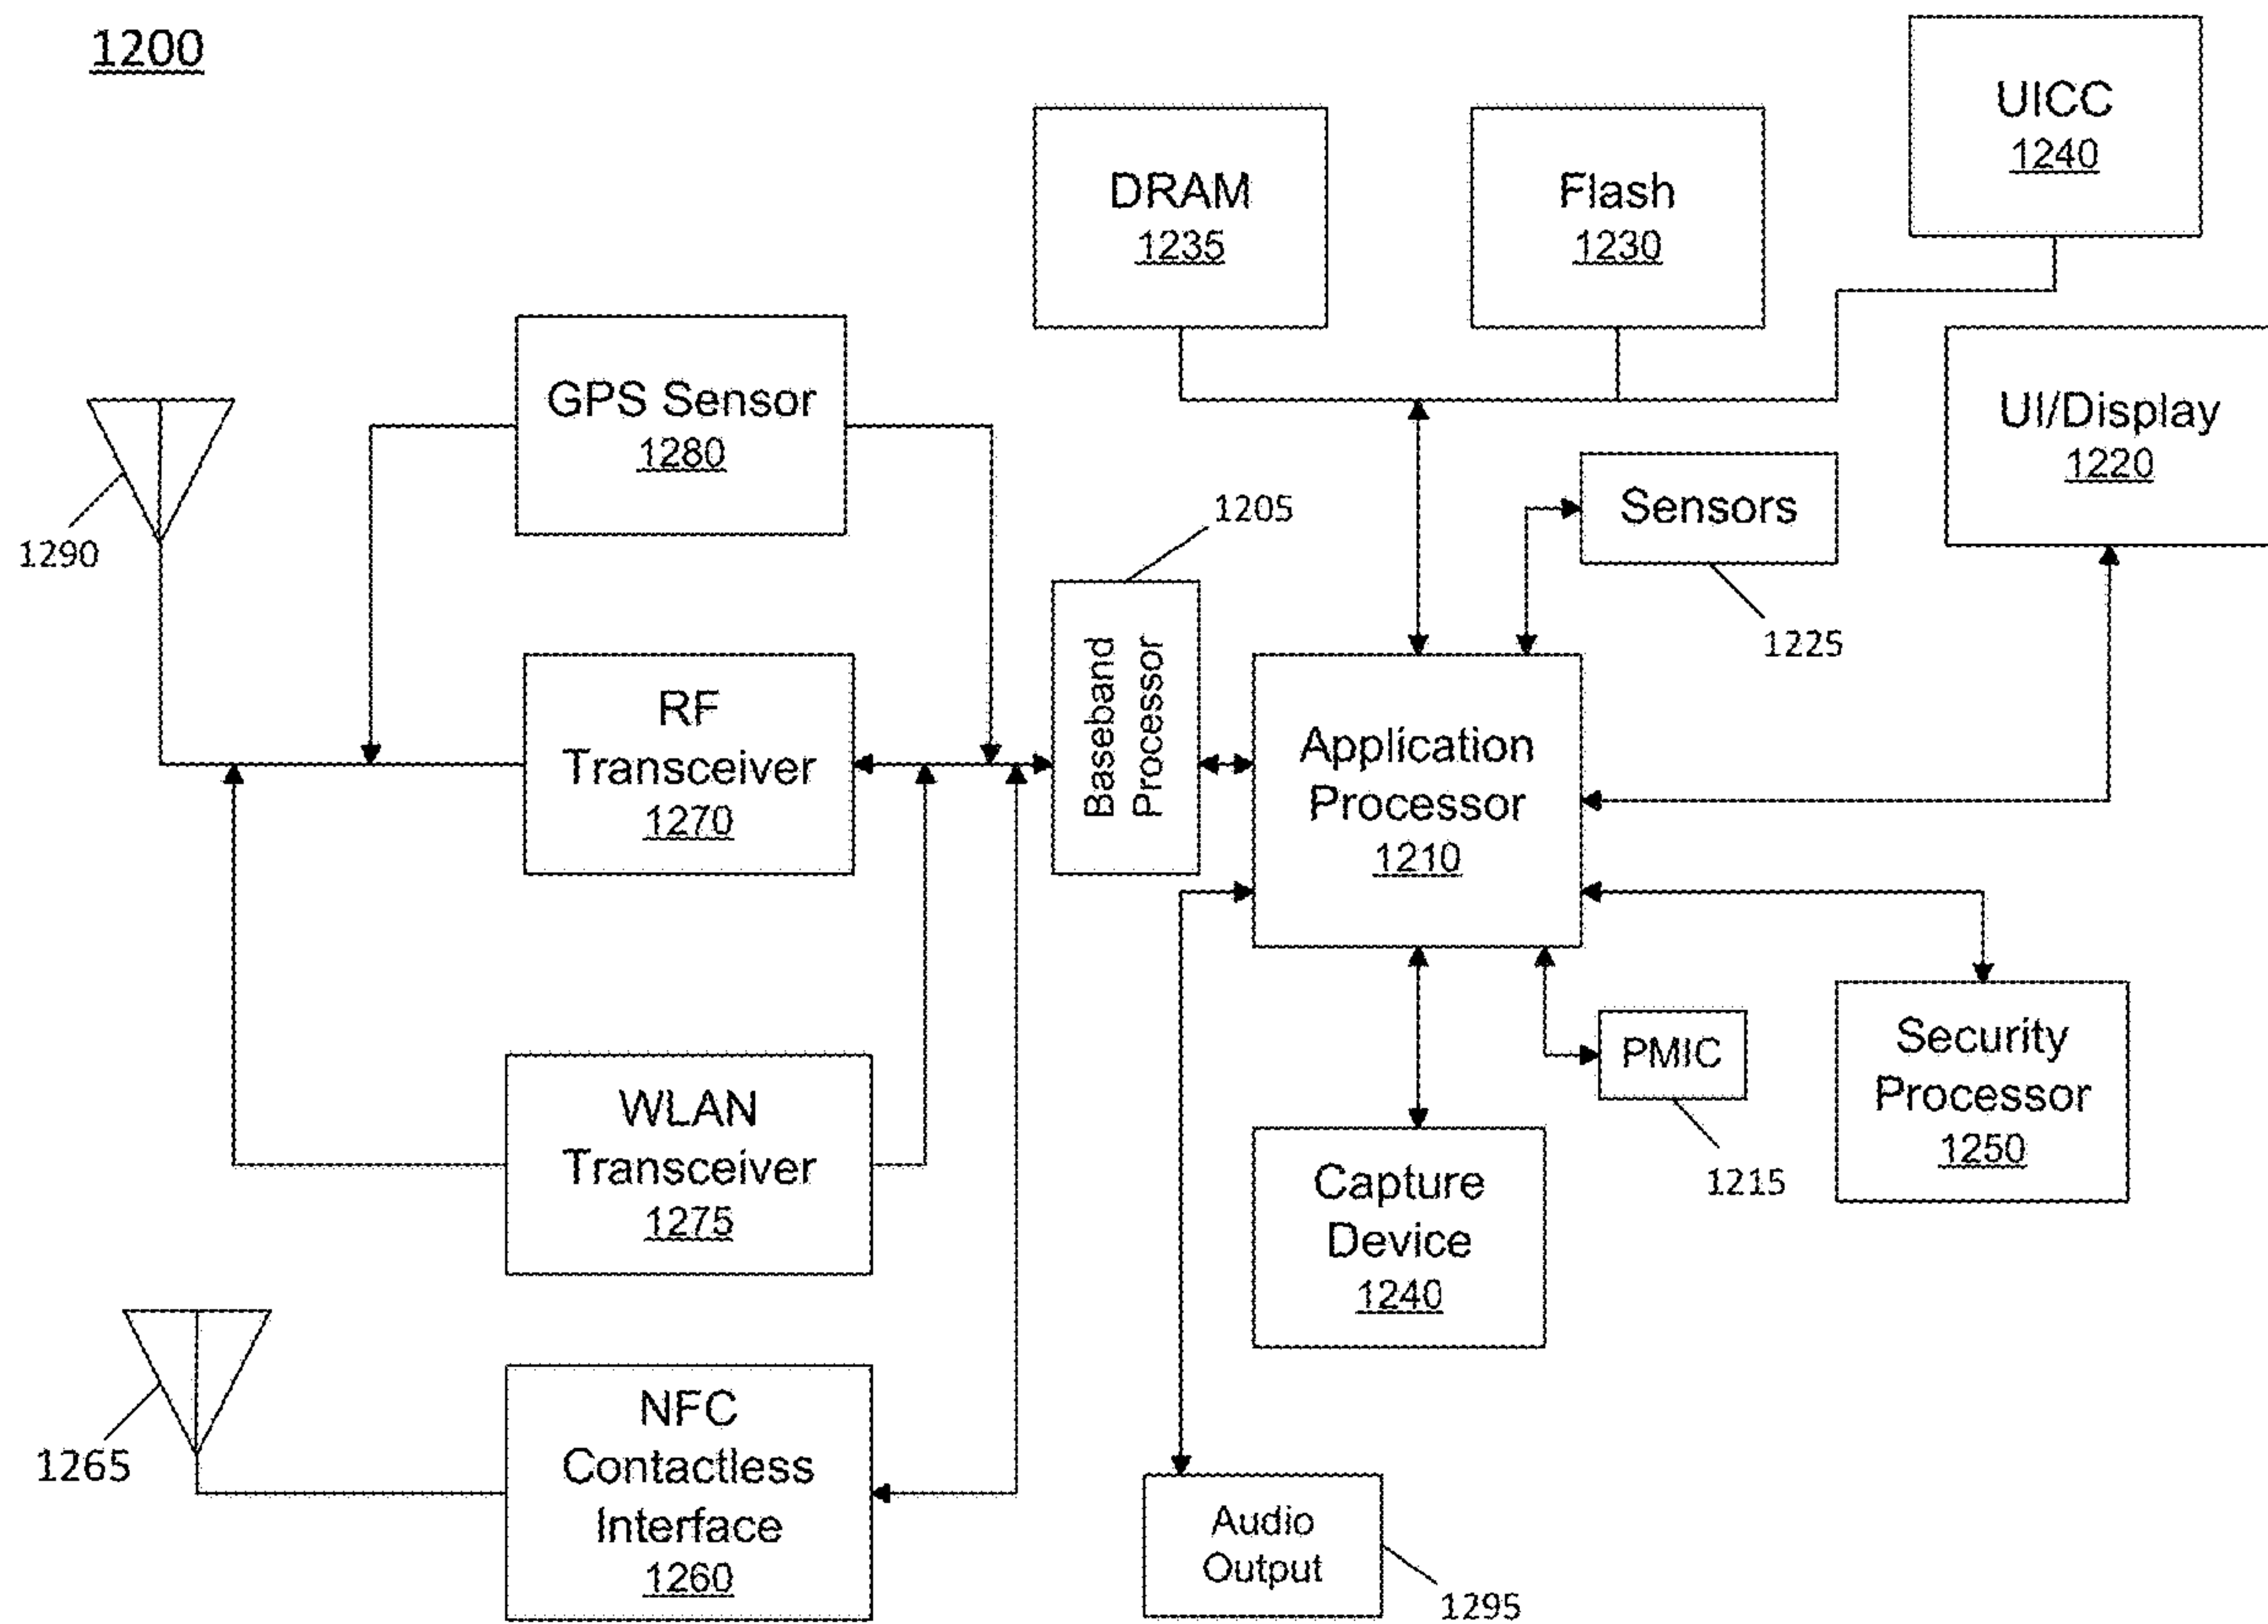 1200
UICC
1240
DRAM
1235
Flash
1230
GPS Sensor
1280
UI/Display
1220
Sensors
1225
1290
1205
Baseband
Processor
RF
Transceiver
1270
Application
Processor
1210
WLAN
Transceiver
1275
PMIC
1215
Security
Processor
1250
Capture
Device
1240
1265
NFC
Contactless
Interface
1260
Audio
Output
1295